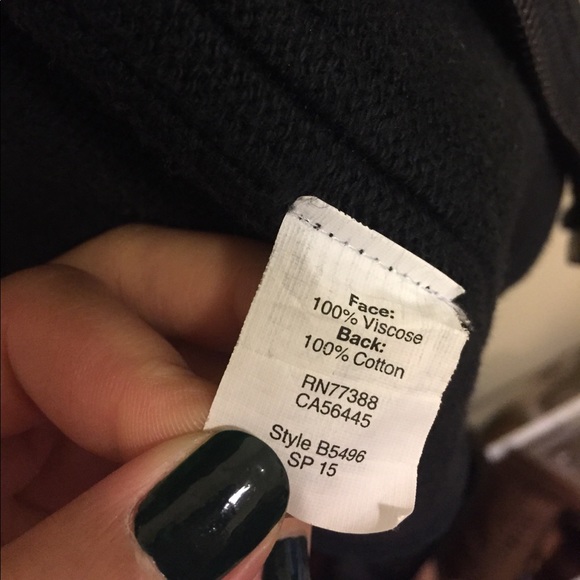 Face:
100% Viscose
Back:
100% Cotton
RN77388
CA56445
Style B5496
SP 15